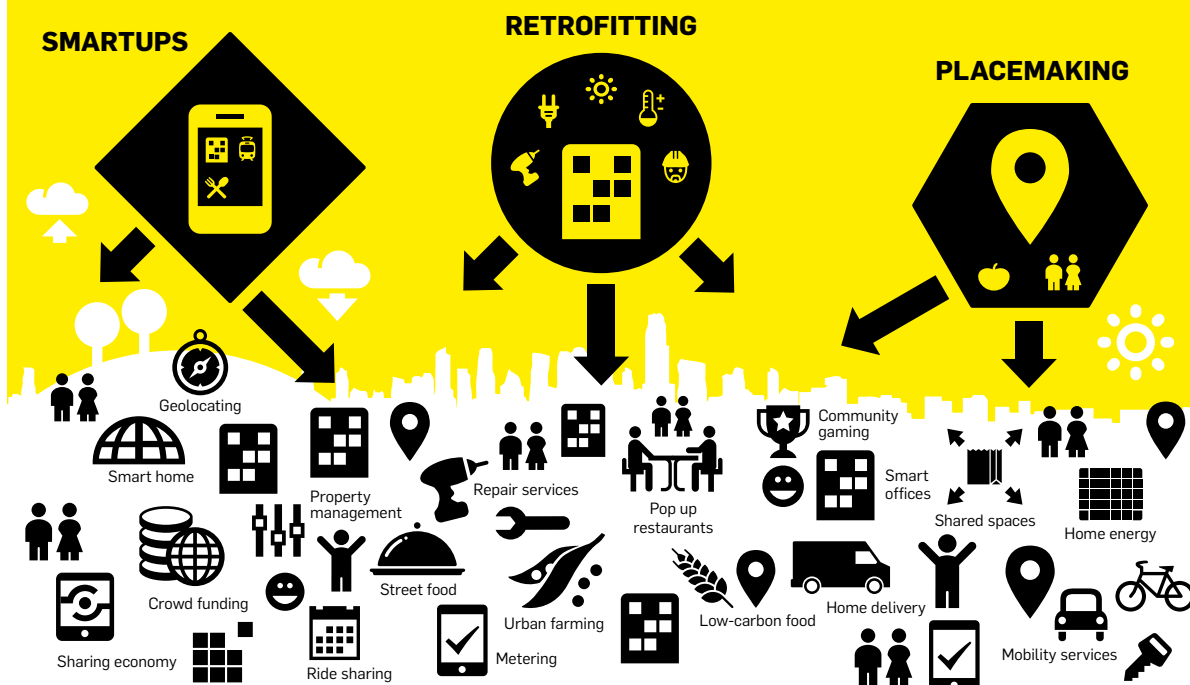 SMARTUPS
RETROFITTING
PLACEMAKING
Geolocating
Smart home
Property
management
Repair services
Pop up
restaurants
Community
gaming
Smart
offices
Shared spaces
Home energy
Crowd funding
Street food
Urban farming
Low-carbon food
Home delivery
Sharing economy
Ride sharing
Metering
Mobility services